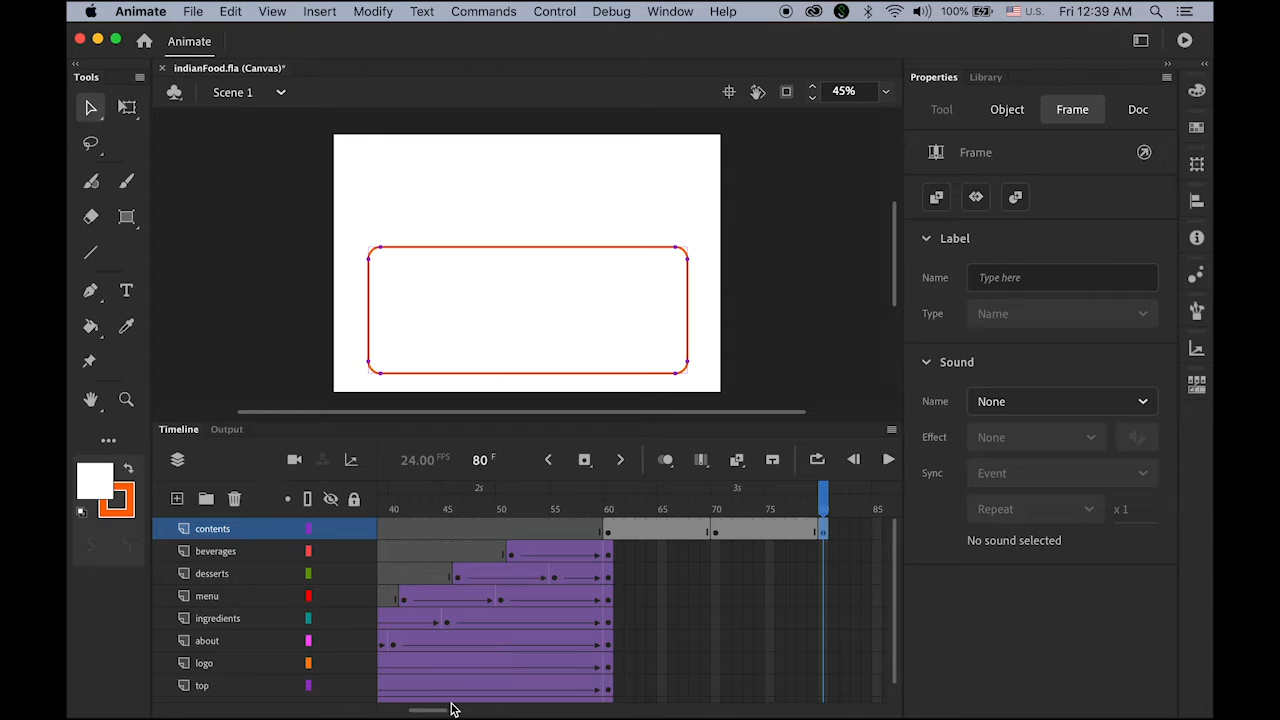 Animate File Edit View Insert Modify Text Commands Control Debug Window Help 100% U.S. Fri 12:39 AM
Animate
indianFood.fla (Canvas)*
Tools
Scene 1
45%
Properties Library
Tool Object Frame Doc
Frame
Label
Name Type here
Type Name
Sound
Name None
Effect None
Sync Event
Repeat x 1
No sound selected
Timeline Output
24.00 FPS 80 F
2s 3s
40 45 50 55 60 65 70 75 85
contents
beverages
desserts
menu
ingredients
about
logo
top
T
S